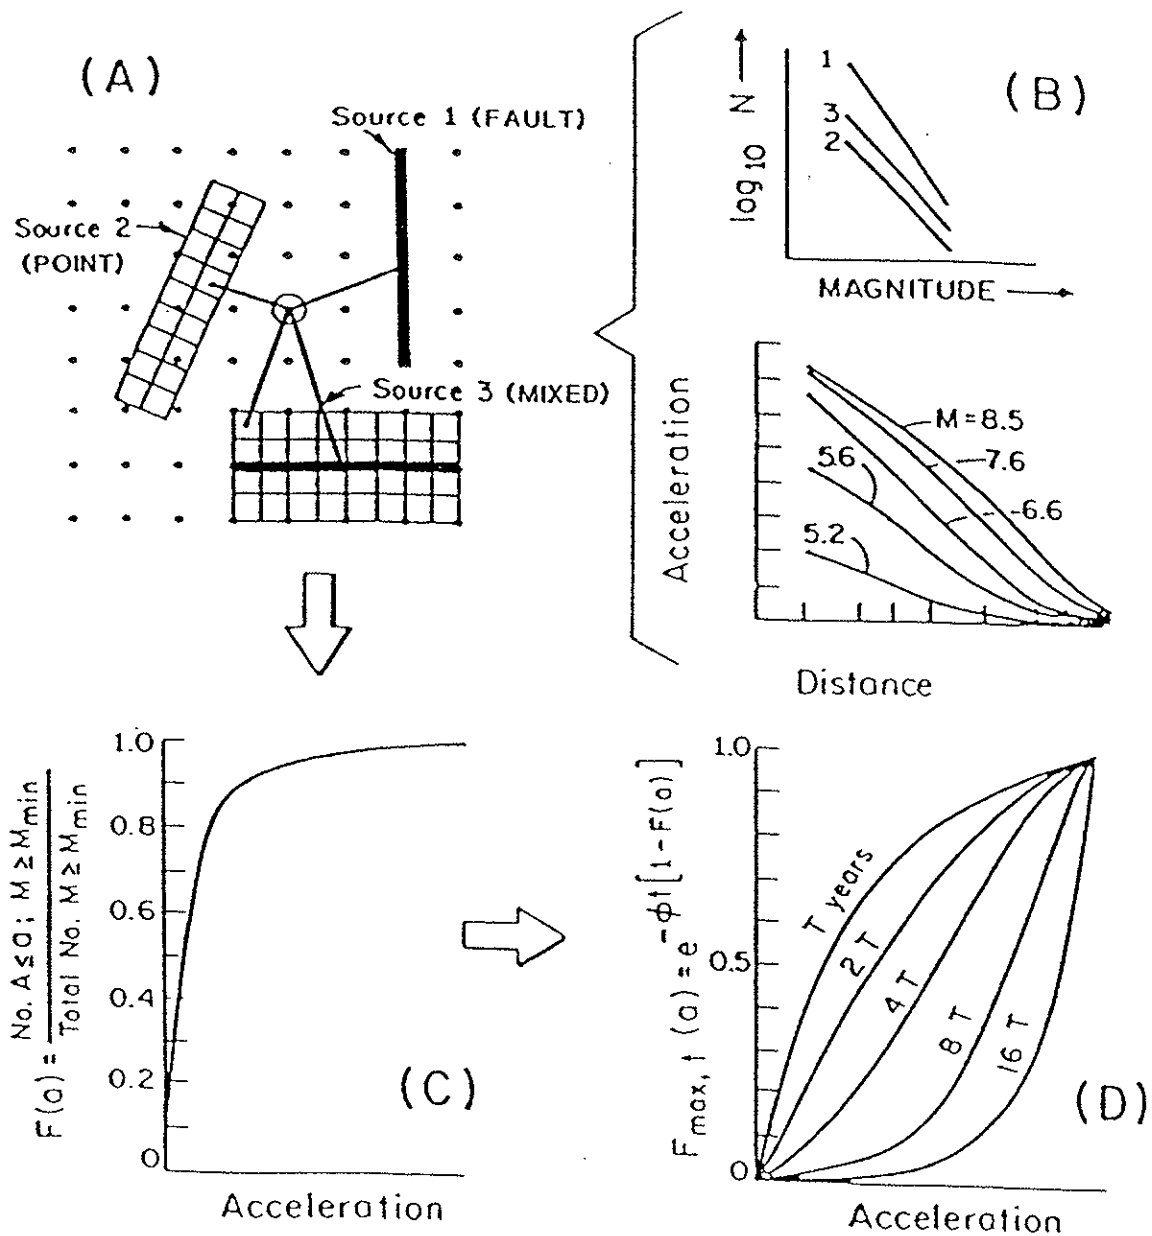 (A)
Source 1 (FAULT)
Source 2
(POINT)
Source 3 (MIXED)
(B)
log10 N
1
3
2
MAGNITUDE
Acceleration
M=8.5
7.6
6.6
5.6
5.2
Distance
F(a) = No. A≤a ; M ≥ Mmin
Total No. M ≥ Mmin
1.0
0.8
0.6
0.4
0.2
0
(C)
Acceleration
Fmax, t (a) = e-ϕt[1-F(a)]
1.0
0.5
0
T years
2T
4T
8T
16T
(D)
Acceleration